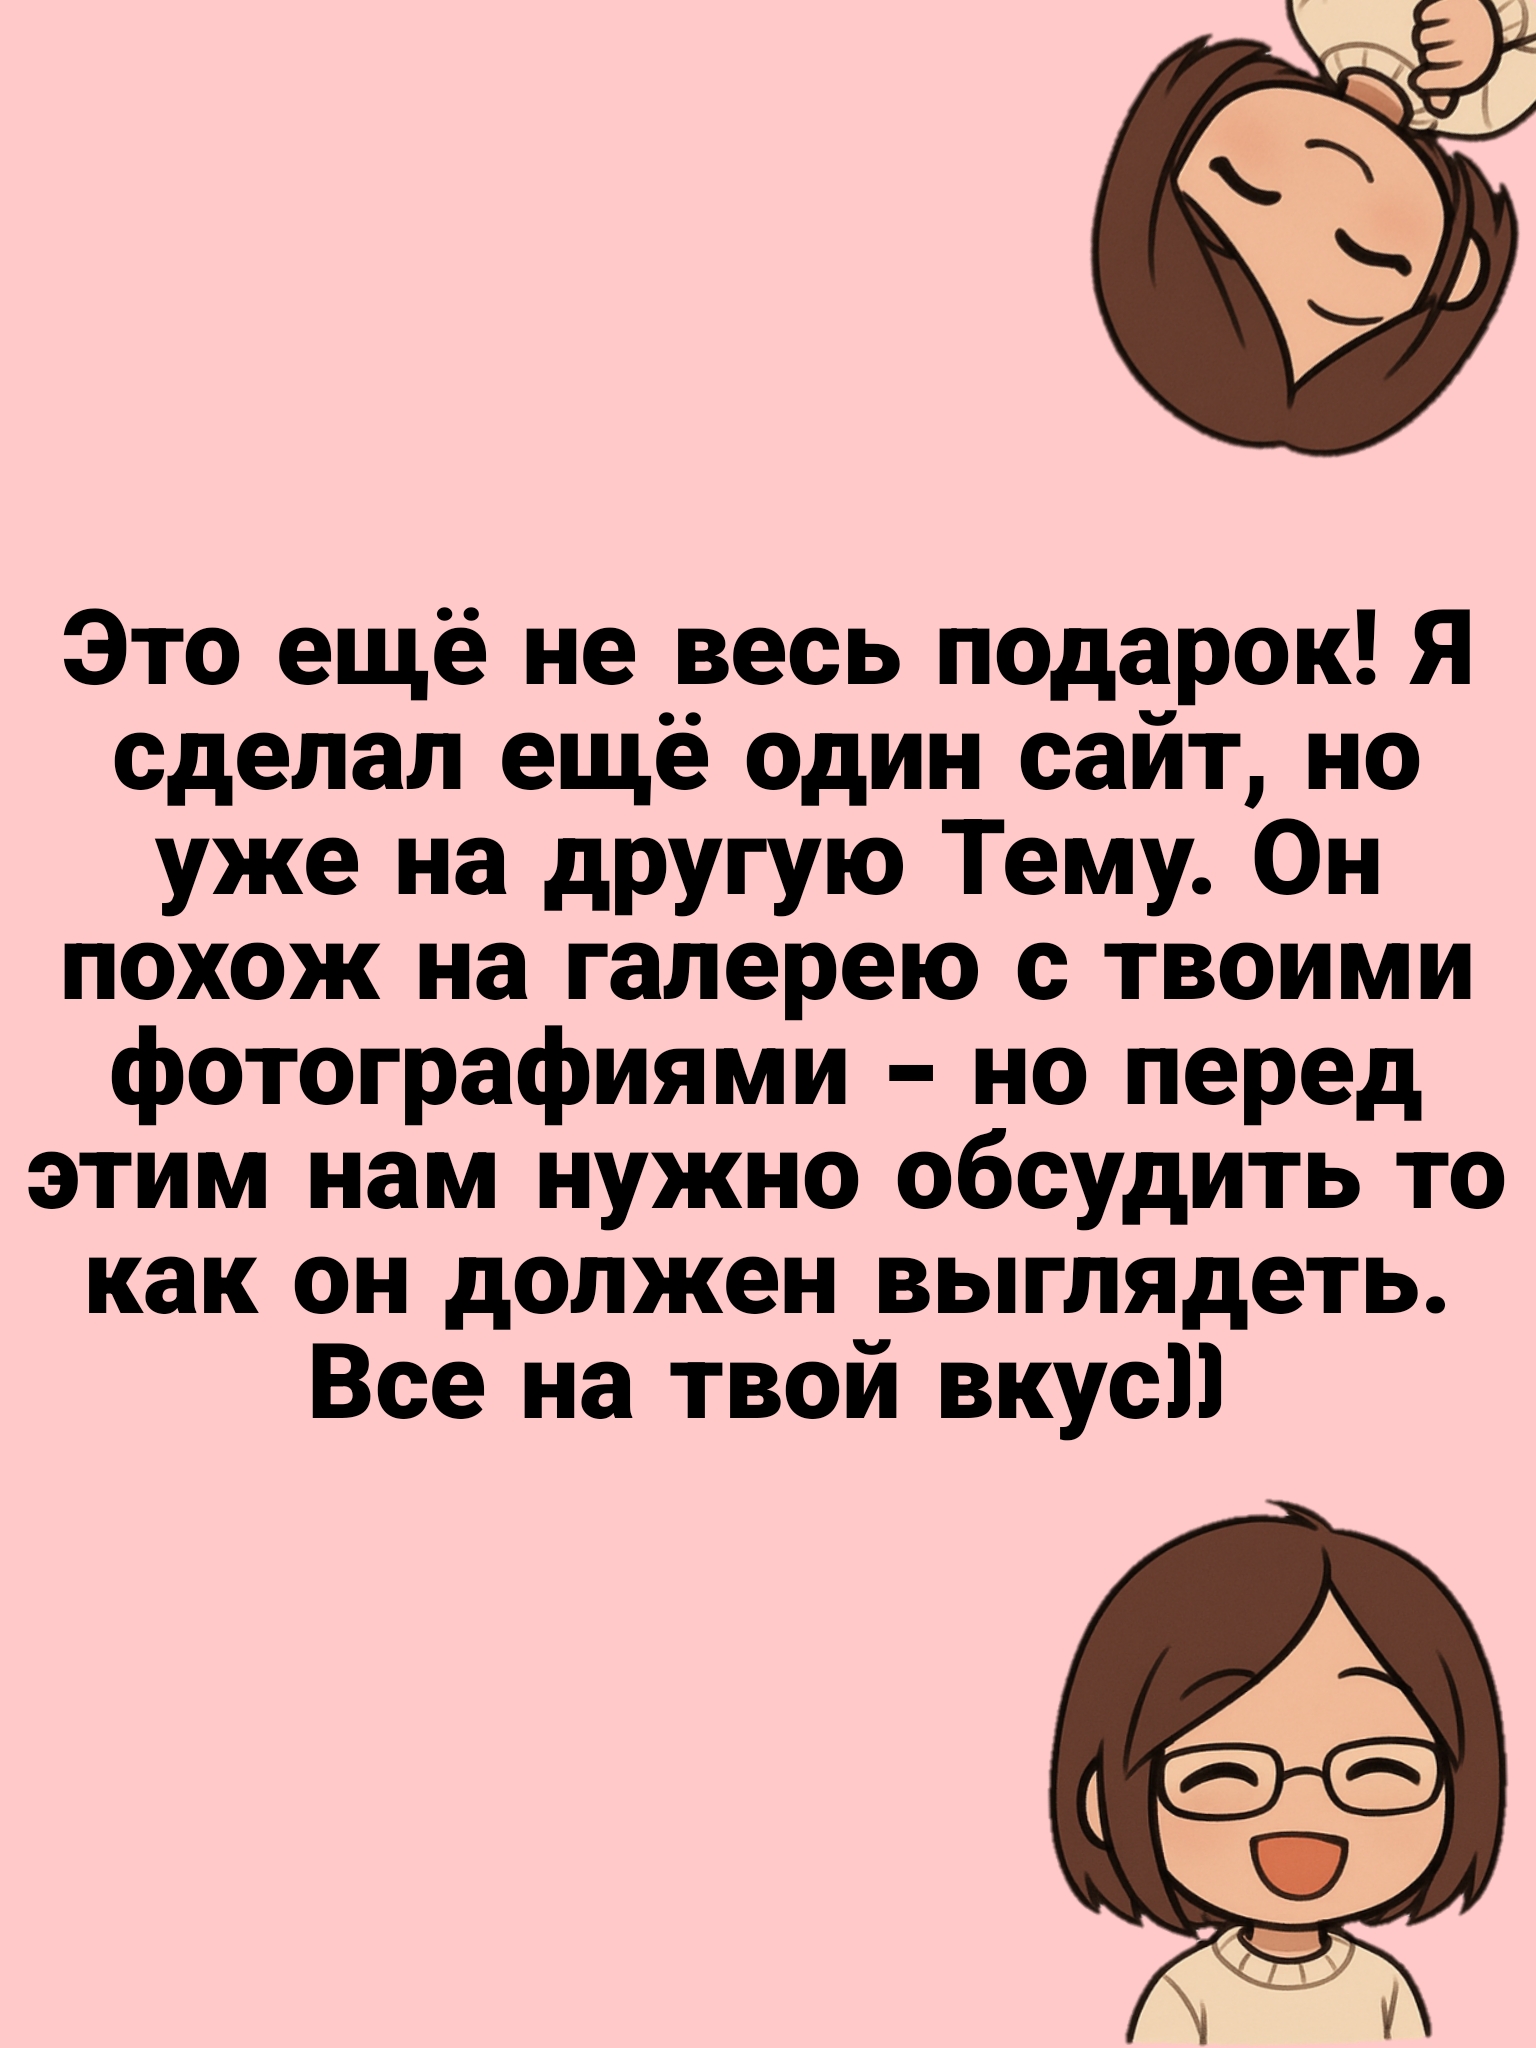 Это ещё не весь подарок! Я
сделал ещё один сайт, но
уже на другую Тему. Он
похож на галерею с твоими
фотографиями - но перед
этим нам нужно обсудить то
как он должен выглядеть.
Все на твой вкус))